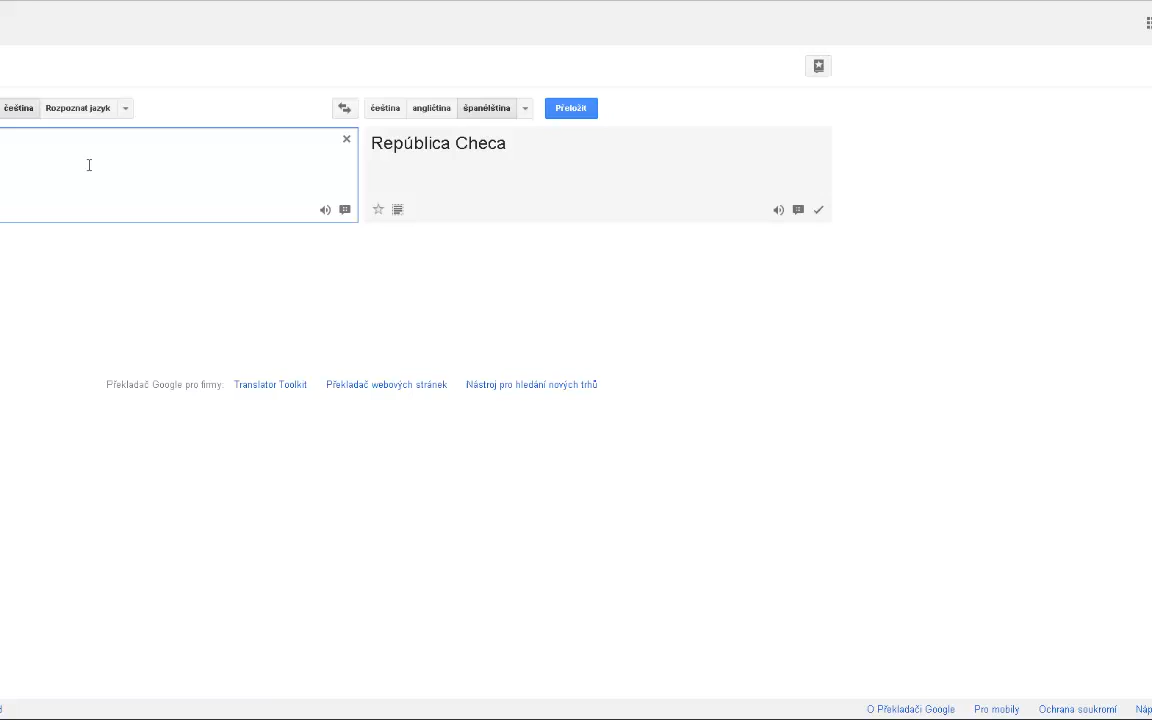 čeština Rozpoznat jazyk čeština angličtina španělština Přeložit
República Checa
Překladač Google pro firmy: Translator Toolkit Překladač webových stránek Nástroj pro hledání nových trhů
O Překladači Google Pro mobily Ochrana soukromí Náp